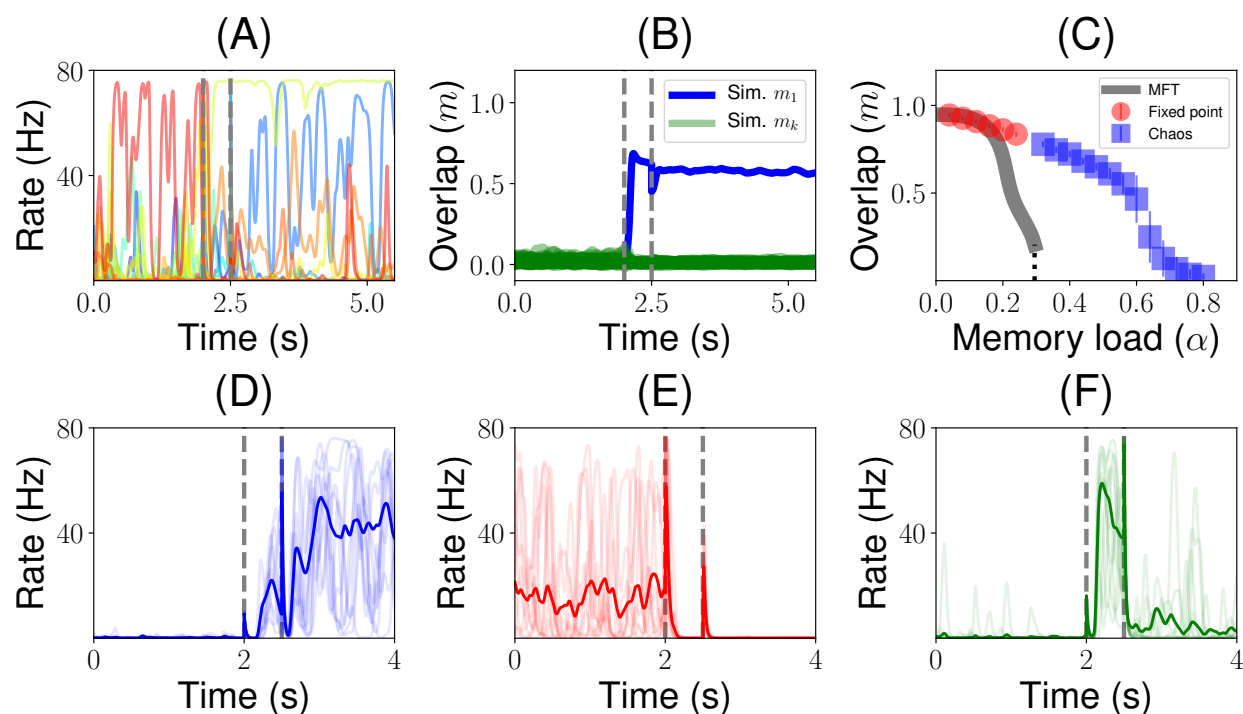 (A)
80
40
Rate (Hz)
0.0
2.5
5.0
Time (s)
(B)
1.0
0.5
0.0
Overlap (m)
Sim. m₁
Sim. mₖ
0.0
2.5
5.0
Time (s)
(C)
1.0
0.5
Overlap (m)
MFT
Fixed point
Chaos
0.0
0.2
0.4
0.6
0.8
Memory load (α)
(D)
80
40
Rate (Hz)
0
2
4
Time (s)
(E)
80
40
Rate (Hz)
0
2
4
Time (s)
(F)
80
40
Rate (Hz)
0
2
4
Time (s)